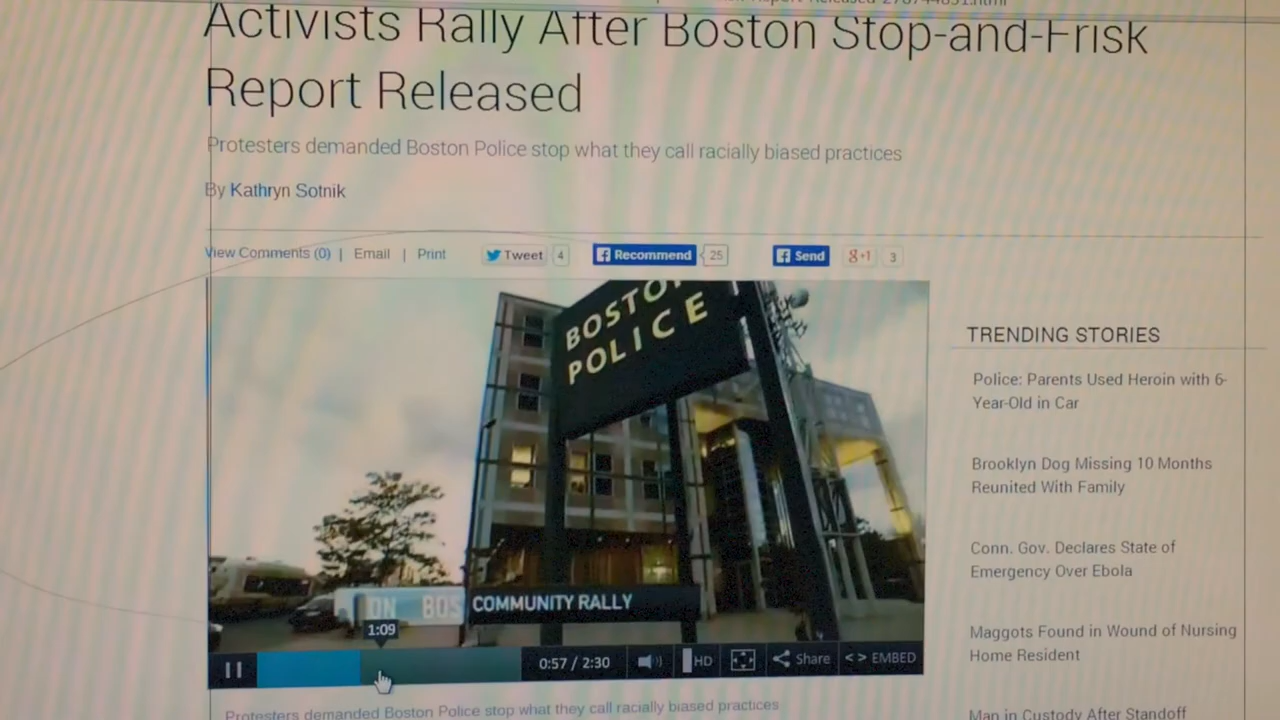 Activists Rally After Boston Stop-and-Frisk
Report Released
Protesters demanded Boston Police stop what they call racially biased practices
By Kathryn Sotnik
View Comments (0) | Email | Print
Tweet 4
Recommend 25
Send
g+1 3
BOSTON
POLICE
ON BOS COMMUNITY RALLY
1:09
0:57 / 2:30
HD
Share
< > EMBED
Protesters demanded Boston Police stop what they call racially biased practices
TRENDING STORIES
Police: Parents Used Heroin with 6-
Year-Old in Car
Brooklyn Dog Missing 10 Months
Reunited With Family
Conn. Gov. Declares State of
Emergency Over Ebola
Maggots Found in Wound of Nursing
Home Resident
Man in Custody After Standoff